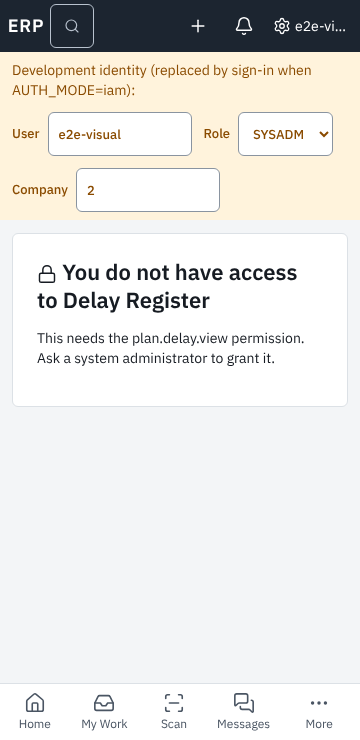 ERP
e2e-vi...
Development identity (replaced by sign-in when
AUTH_MODE=iam):
User e2e-visual Role SYSADM
Company 2
You do not have access
to Delay Register
This needs the plan.delay.view permission.
Ask a system administrator to grant it.
Home My Work Scan Messages More